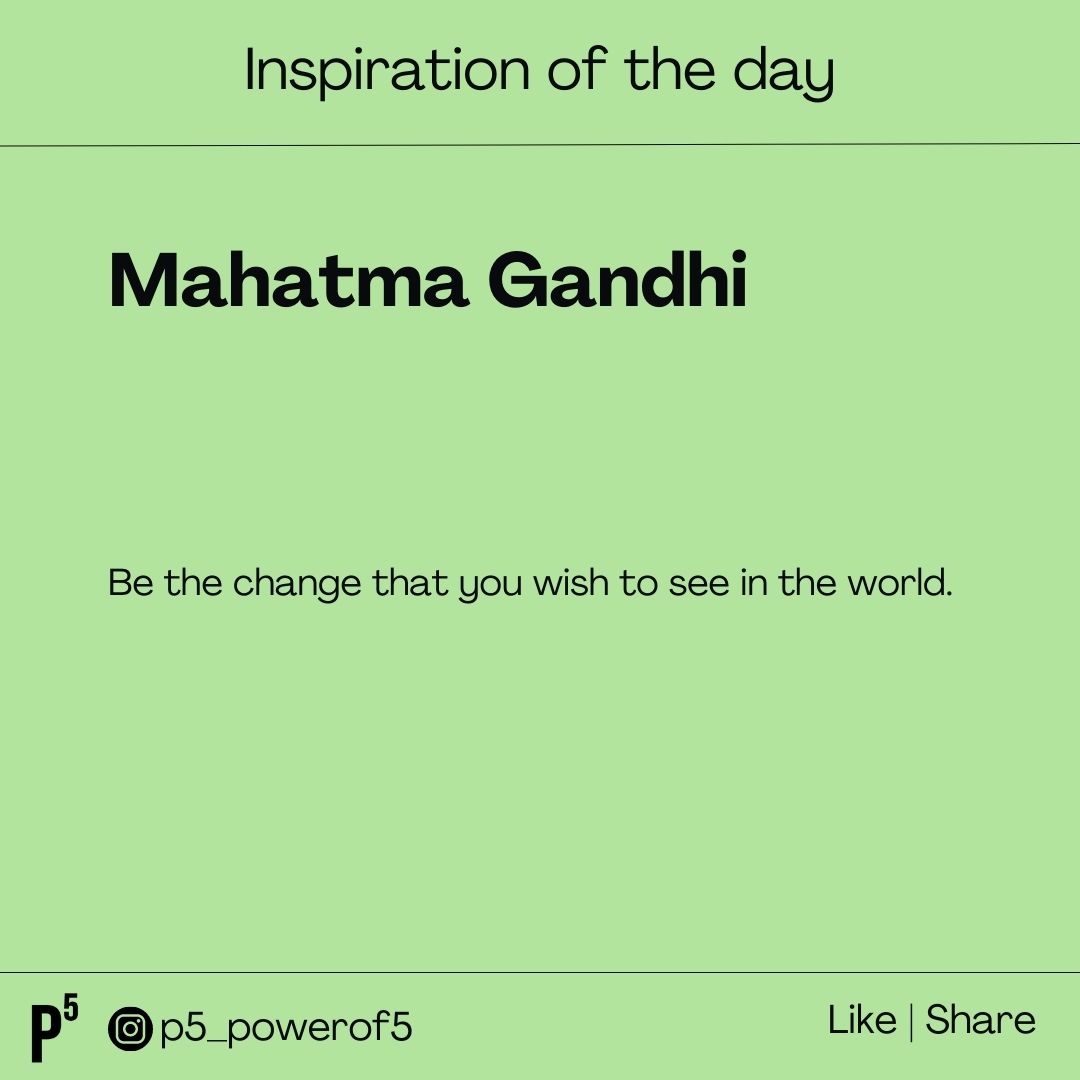 Inspiration of the day
Mahatma Gandhi
Be the change that you wish to see in the world.
P5 p5_powerof5
Like | Share